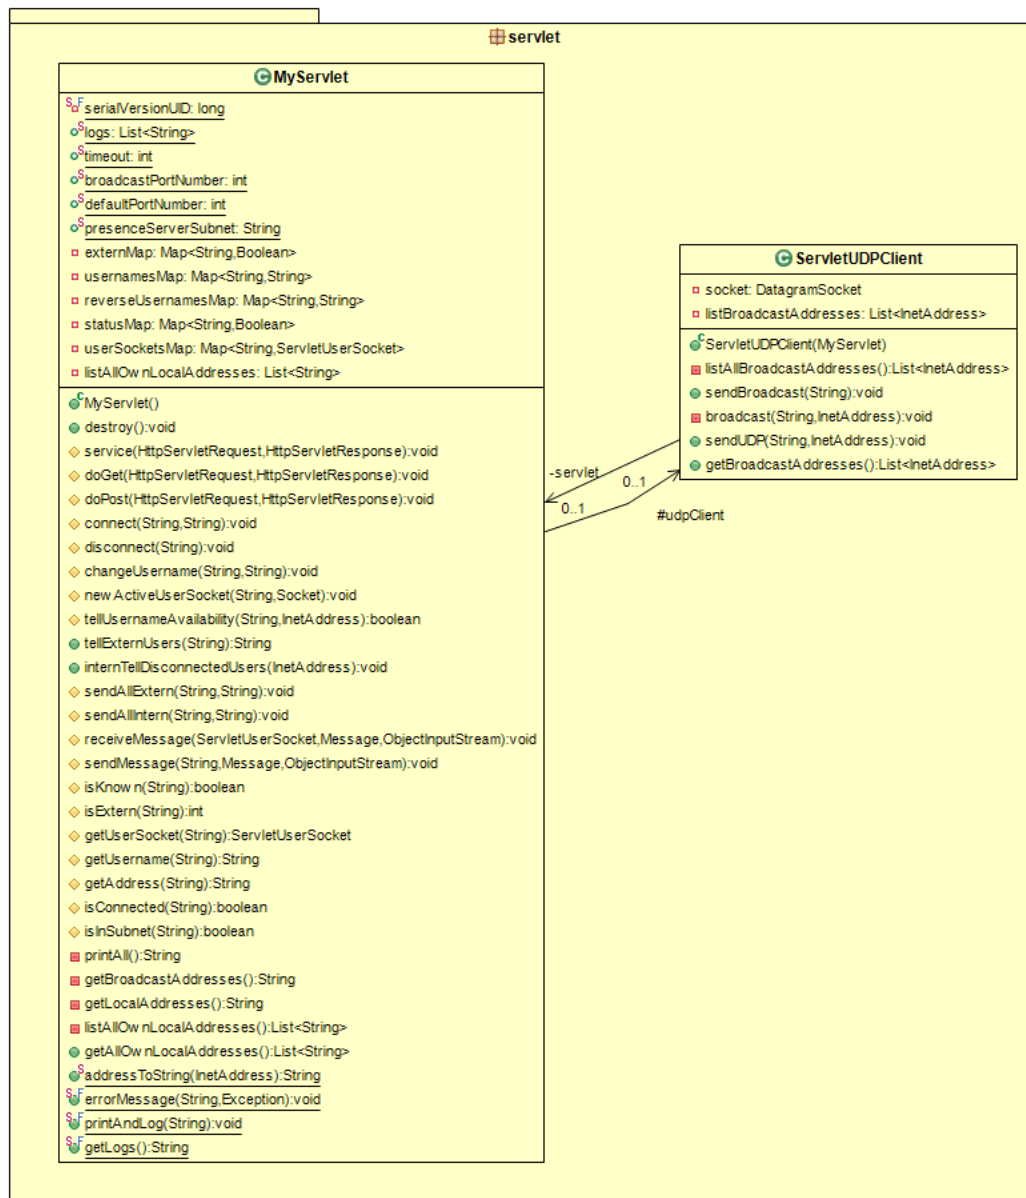 servlet
MyServlet
serialVersionUID: long
logs: List<String>
timeout: int
broadcastPortNumber: int
defaultPortNumber: int
presenceServerSubnet: String
externMap: Map<String,Boolean>
usernamesMap: Map<String,String>
reverseUsernamesMap: Map<String,String>
statusMap: Map<String,Boolean>
userSocketsMap: Map<String,ServletUserSocket>
listAllOwnLocalAddresses: List<String>
MyServlet()
destroy():void
service(HttpServletRequest,HttpServletResponse):void
doGet(HttpServletRequest,HttpServletResponse):void
doPost(HttpServletRequest,HttpServletResponse):void
connect(String,String):void
disconnect(String):void
changeUsername(String,String):void
newActiveUserSocket(String,Socket):void
tellUsernameAvailability(String,InetAddress):boolean
tellExternUsers(String):String
internTellDisconnectedUsers(InetAddress):void
sendAllExtern(String,String):void
sendAllIntern(String,String):void
receiveMessage(ServletUserSocket,Message,ObjectInputStream):void
sendMessage(String,Message,ObjectInputStream):void
isKnown(String):boolean
isExtern(String):int
getUserSocket(String):ServletUserSocket
getUsername(String):String
getAddress(String):String
isConnected(String):boolean
isInSubnet(String):boolean
printAll():String
getBroadcastAddresses():String
getLocalAddresses():String
listAllOwnLocalAddresses():List<String>
getAllOwnLocalAddresses():List<String>
addressToString(InetAddress):String
errorMessage(String,Exception):void
printAndLog(String):void
getLogs():String
ServletUDPClient
socket: DatagramSocket
listBroadcastAddresses: List<InetAddress>
ServletUDPClient(MyServlet)
listAllBroadcastAddresses():List<InetAddress>
sendBroadcast(String):void
broadcast(String,InetAddress):void
sendUDP(String,InetAddress):void
getBroadcastAddresses():List<InetAddress>
-servlet
0..1
0..1
#udpClient